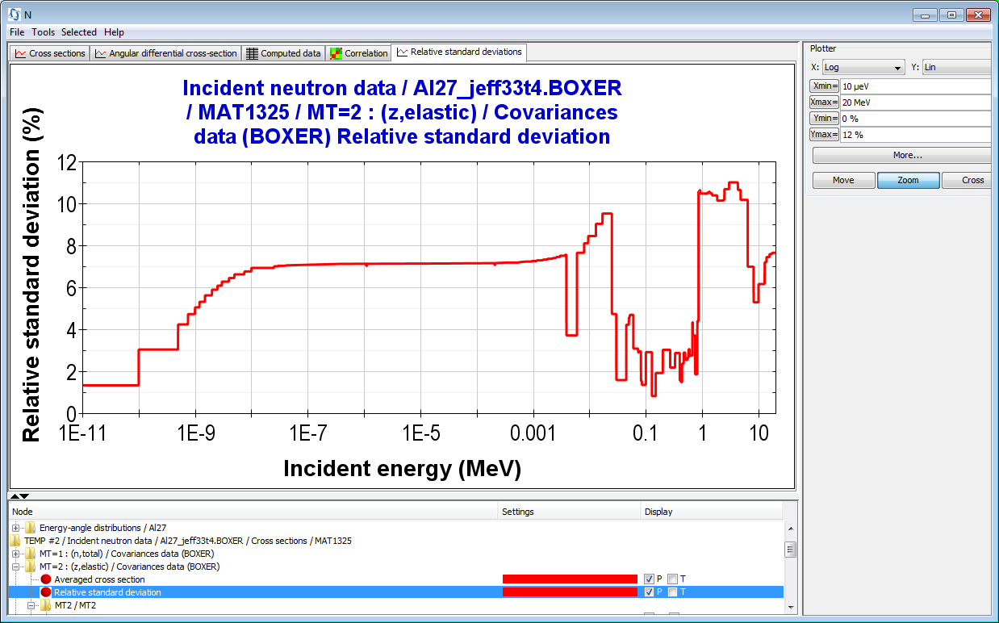 N
File Tools Selected Help
Cross sections Angular differential cross-section Computed data Correlation Relative standard deviations
Incident neutron data / Al27_jeff33t4.BOXER
/ MAT1325 / MT=2 : (z,elastic) / Covariances
data (BOXER) Relative standard deviation
Relative standard deviation (%)
12
10
8
6
4
2
0
1E-11 1E-9 1E-7 1E-5 0.001 0.1 1 10
Incident energy (MeV)
Plotter
X: Log Y: Lin
Xmin= 10 µeV
Xmax= 20 MeV
Ymin= 0 %
Ymax= 12 %
More...
Move Zoom Cross
Node Settings Display
Energy-angle distributions / Al27
TEMP #2 / Incident neutron data / Al27_jeff33t4.BOXER / Cross sections / MAT1325
MT=1 : (n,total) / Covariances data (BOXER)
MT=2 : (z,elastic) / Covariances data (BOXER)
Averaged cross section P T
Relative standard deviation P T
MT2 / MT2